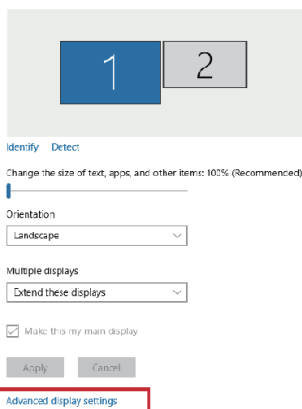 1
2
Identify Detect
Change the size of text, apps, and other items: 100% (Recommended)
Orientation
Landscape
Multiple displays
Extend these displays
Make this my main display
Apply Cancel
Advanced display settings